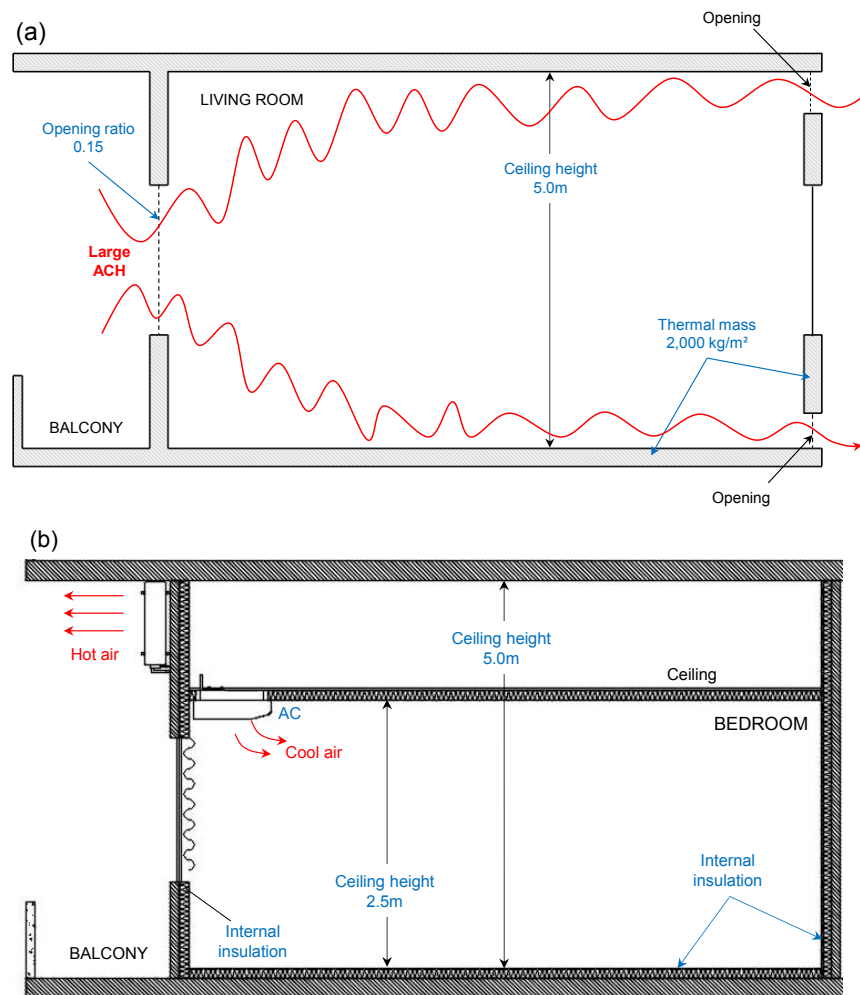 (a)
Opening
LIVING ROOM
Opening ratio
0.15
Ceiling height
5.0m
Large
ACH
Thermal mass
2,000 kg/m²
BALCONY
Opening
(b)
Ceiling height
5.0m
Hot air
Ceiling
AC
BEDROOM
Cool air
Ceiling height
2.5m
Internal
insulation
Internal
insulation
BALCONY